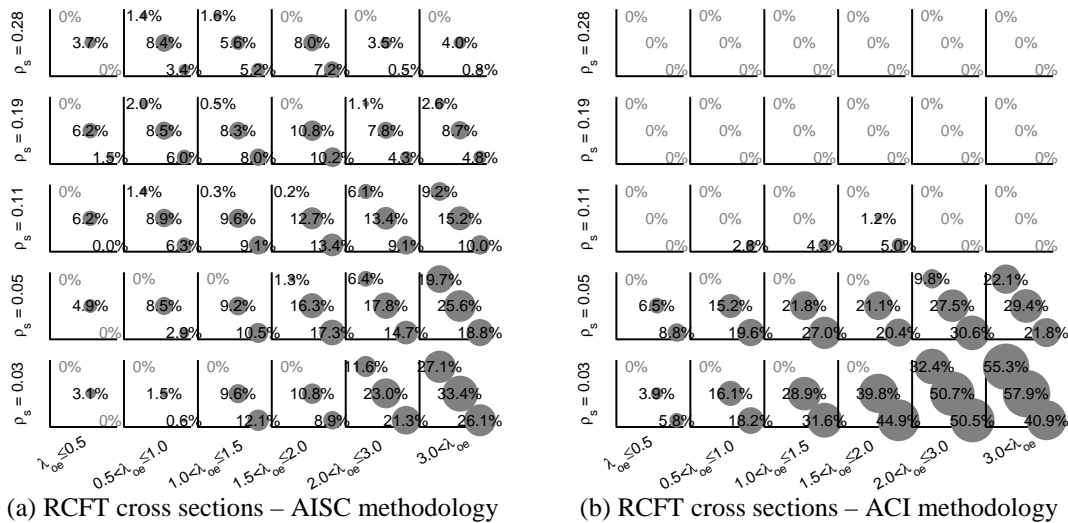 0% 1.4% 1.6% 0% 0% 0%
ρs = 0.28 3.7% 8.4% 5.6% 8.0% 3.5% 4.0%
0% 3.4% 5.2% 7.2% 0.5% 0.8%
0% 2.0% 0.5% 0% 1.1% 2.6%
ρs = 0.19 6.2% 8.5% 8.3% 10.8% 7.8% 8.7%
1.5% 6.0% 8.0% 10.2% 4.3% 4.8%
0% 1.4% 0.3% 0.2% 6.1% 9.2%
ρs = 0.11 6.2% 8.9% 9.6% 12.7% 13.4% 15.2%
0.0% 6.3% 9.1% 13.4% 9.1% 10.0%
0% 0% 0% 1.3% 6.4% 19.7%
ρs = 0.05 4.9% 8.5% 9.2% 16.3% 17.8% 25.6%
0% 2.9% 10.5% 17.3% 14.7% 18.8%
0% 0% 0% 0% 11.6% 27.1%
ρs = 0.03 3.1% 1.5% 9.6% 10.8% 23.0% 33.4%
0% 0.6% 12.1% 8.9% 21.3% 26.1%
λoe≤0.5 0.5<λoe≤1.0 1.0<λoe≤1.5 1.5<λoe≤2.0 2.0<λoe≤3.0 3.0<λoe
(a) RCFT cross sections – AISC methodology
0% 0% 0% 0% 0% 0%
ρs = 0.28 0% 0% 0% 0% 0% 0%
0% 0% 0% 0% 0% 0%
0% 0% 0% 0% 0% 0%
ρs = 0.19 0% 0% 0% 0% 0% 0%
0% 0% 0% 0% 0% 0%
0% 0% 0% 0% 0% 0%
ρs = 0.11 0% 0% 0% 1.2% 0% 0%
0% 2.8% 4.3% 5.0% 0% 0%
0% 0% 0% 0% 9.8% 22.1%
ρs = 0.05 6.5% 15.2% 21.8% 21.1% 27.5% 29.4%
8.8% 19.6% 27.0% 20.4% 30.6% 21.8%
0% 0% 0% 0% 32.4% 55.3%
ρs = 0.03 3.9% 16.1% 28.9% 39.8% 50.7% 57.9%
5.8% 18.2% 31.6% 44.9% 50.5% 40.9%
λoe≤0.5 0.5<λoe≤1.0 1.0<λoe≤1.5 1.5<λoe≤2.0 2.0<λoe≤3.0 3.0<λoe
(b) RCFT cross sections – ACI methodology